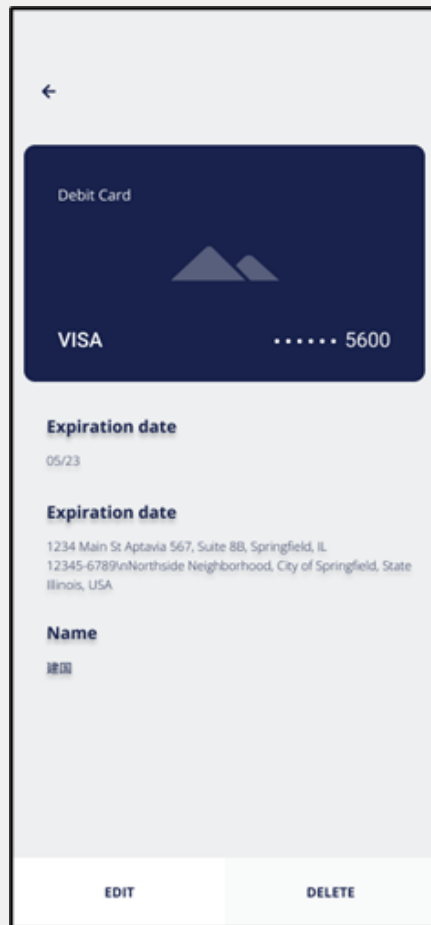 Debit Card
VISA
•••••• 5600
Expiration date
05/23
Expiration date
1234 Main St Aptavia 567, Suite 8B, Springfield, IL
12345-6789\nNorthside Neighborhood, City of Springfield, State
Illinois, USA
Name
建国
EDIT
DELETE